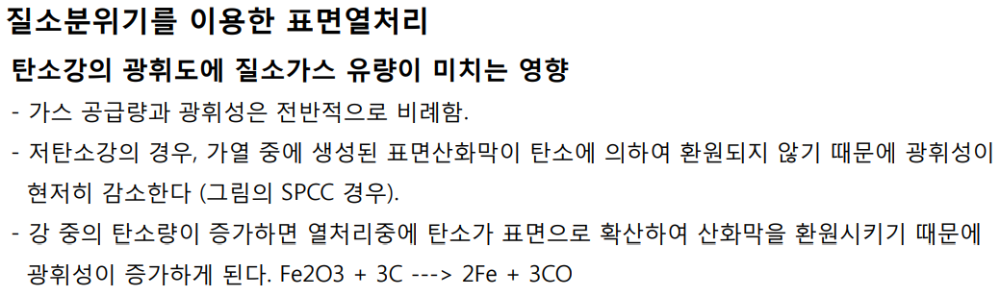 질소분위기를 이용한 표면열처리
탄소강의 광휘도에 질소가스 유량이 미치는 영향
- 가스 공급량과 광휘성은 전반적으로 비례함.
- 저탄소강의 경우, 가열 중에 생성된 표면산화막이 탄소에 의하여 환원되지 않기 때문에 광휘성이
현저히 감소한다 (그림의 SPCC 경우).
- 강 중의 탄소량이 증가하면 열처리중에 탄소가 표면으로 확산하여 산화막을 환원시키기 때문에
광휘성이 증가하게 된다. Fe2O3 + 3C ---> 2Fe + 3CO